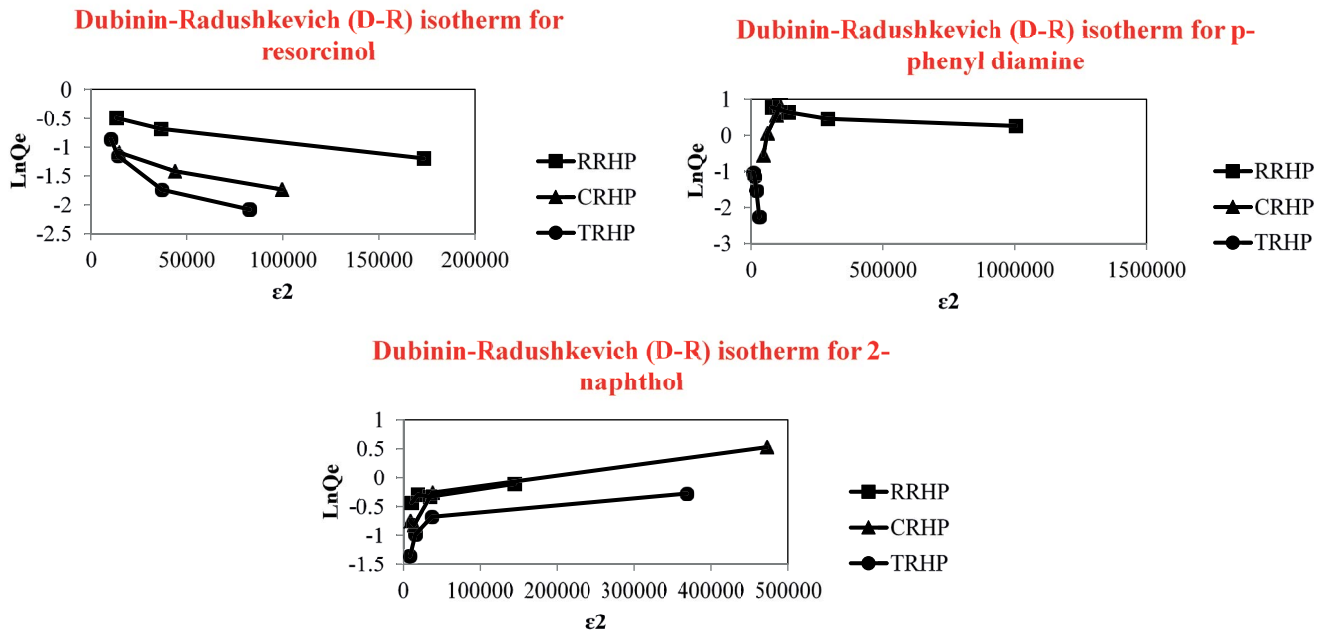 Dubinin-Radushkevich (D-R) isotherm for
resorcinol
0
-0.5
-1
-1.5
-2
-2.5
LnQe
0
50000
100000
150000
200000
ε2
RRHP
CRHP
TRHP
Dubinin-Radushkevich (D-R) isotherm for p-
phenyl diamine
1
0
-1
-2
-3
LnQe
0
500000
1000000
1500000
ε2
RRHP
CRHP
TRHP
Dubinin-Radushkevich (D-R) isotherm for 2-
naphthol
1
0.5
0
-0.5
-1
-1.5
LnQe
0
100000
200000
300000
400000
500000
ε2
RRHP
CRHP
TRHP